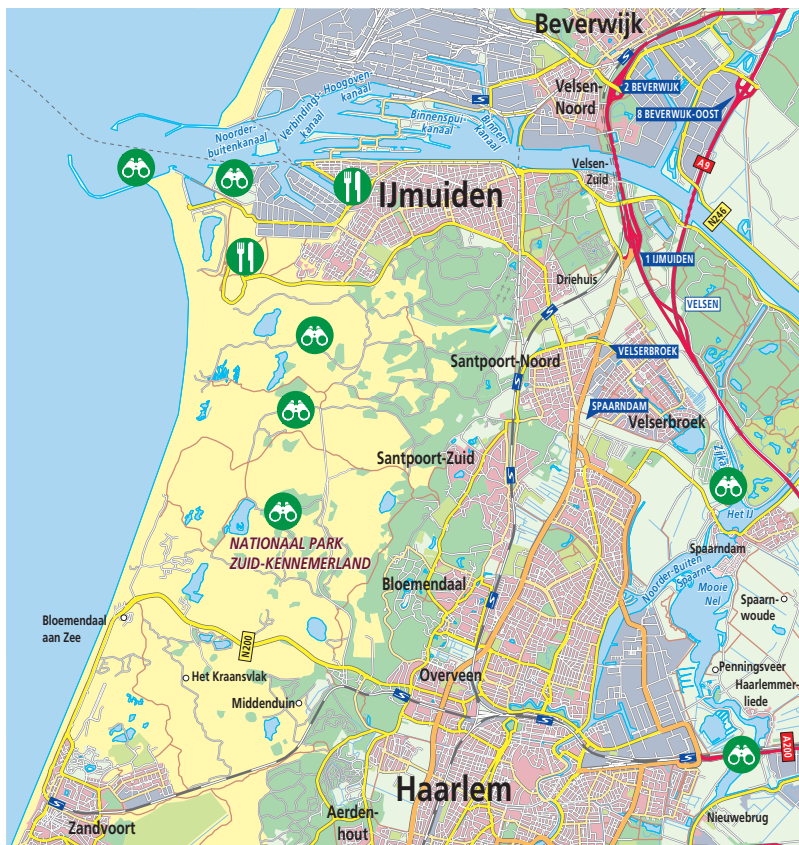 Beverwijk
S
Velsen-
Noord
2 BEVERWIJK
8 BEVERWIJK-OOST
S
Verbindings-
kanaal
Hoogoven-
kanaal
Noorder-
buitenkanaal
Binnenspui-
kanaal
Binnen-
kanaal
Velsen-
Zuid
A9
N246
IJmuiden
1 IJMUIDEN
Driehuis
VELSEN
S
VELSERBROEK
Santpoort-Noord
S
SPAARNDAM
Velserbroek
Santpoort-Zuid
S
Zijka
Het IJ
NATIONAAL PARK
ZUID-KENNEMERLAND
Spaarndam
Noorder-Buiten
Spaarne
Mooie
Nel
Bloemendaal
S
Spaarn-
woude
Bloemendaal
aan Zee
N200
Het Kraansvlak
Overveen
Penningsveer
Haarlemmer-
liede
Middenduin
S
S
S
A200
Haarlem
S
Zandvoort
Aerden-
hout
Nieuwebrug